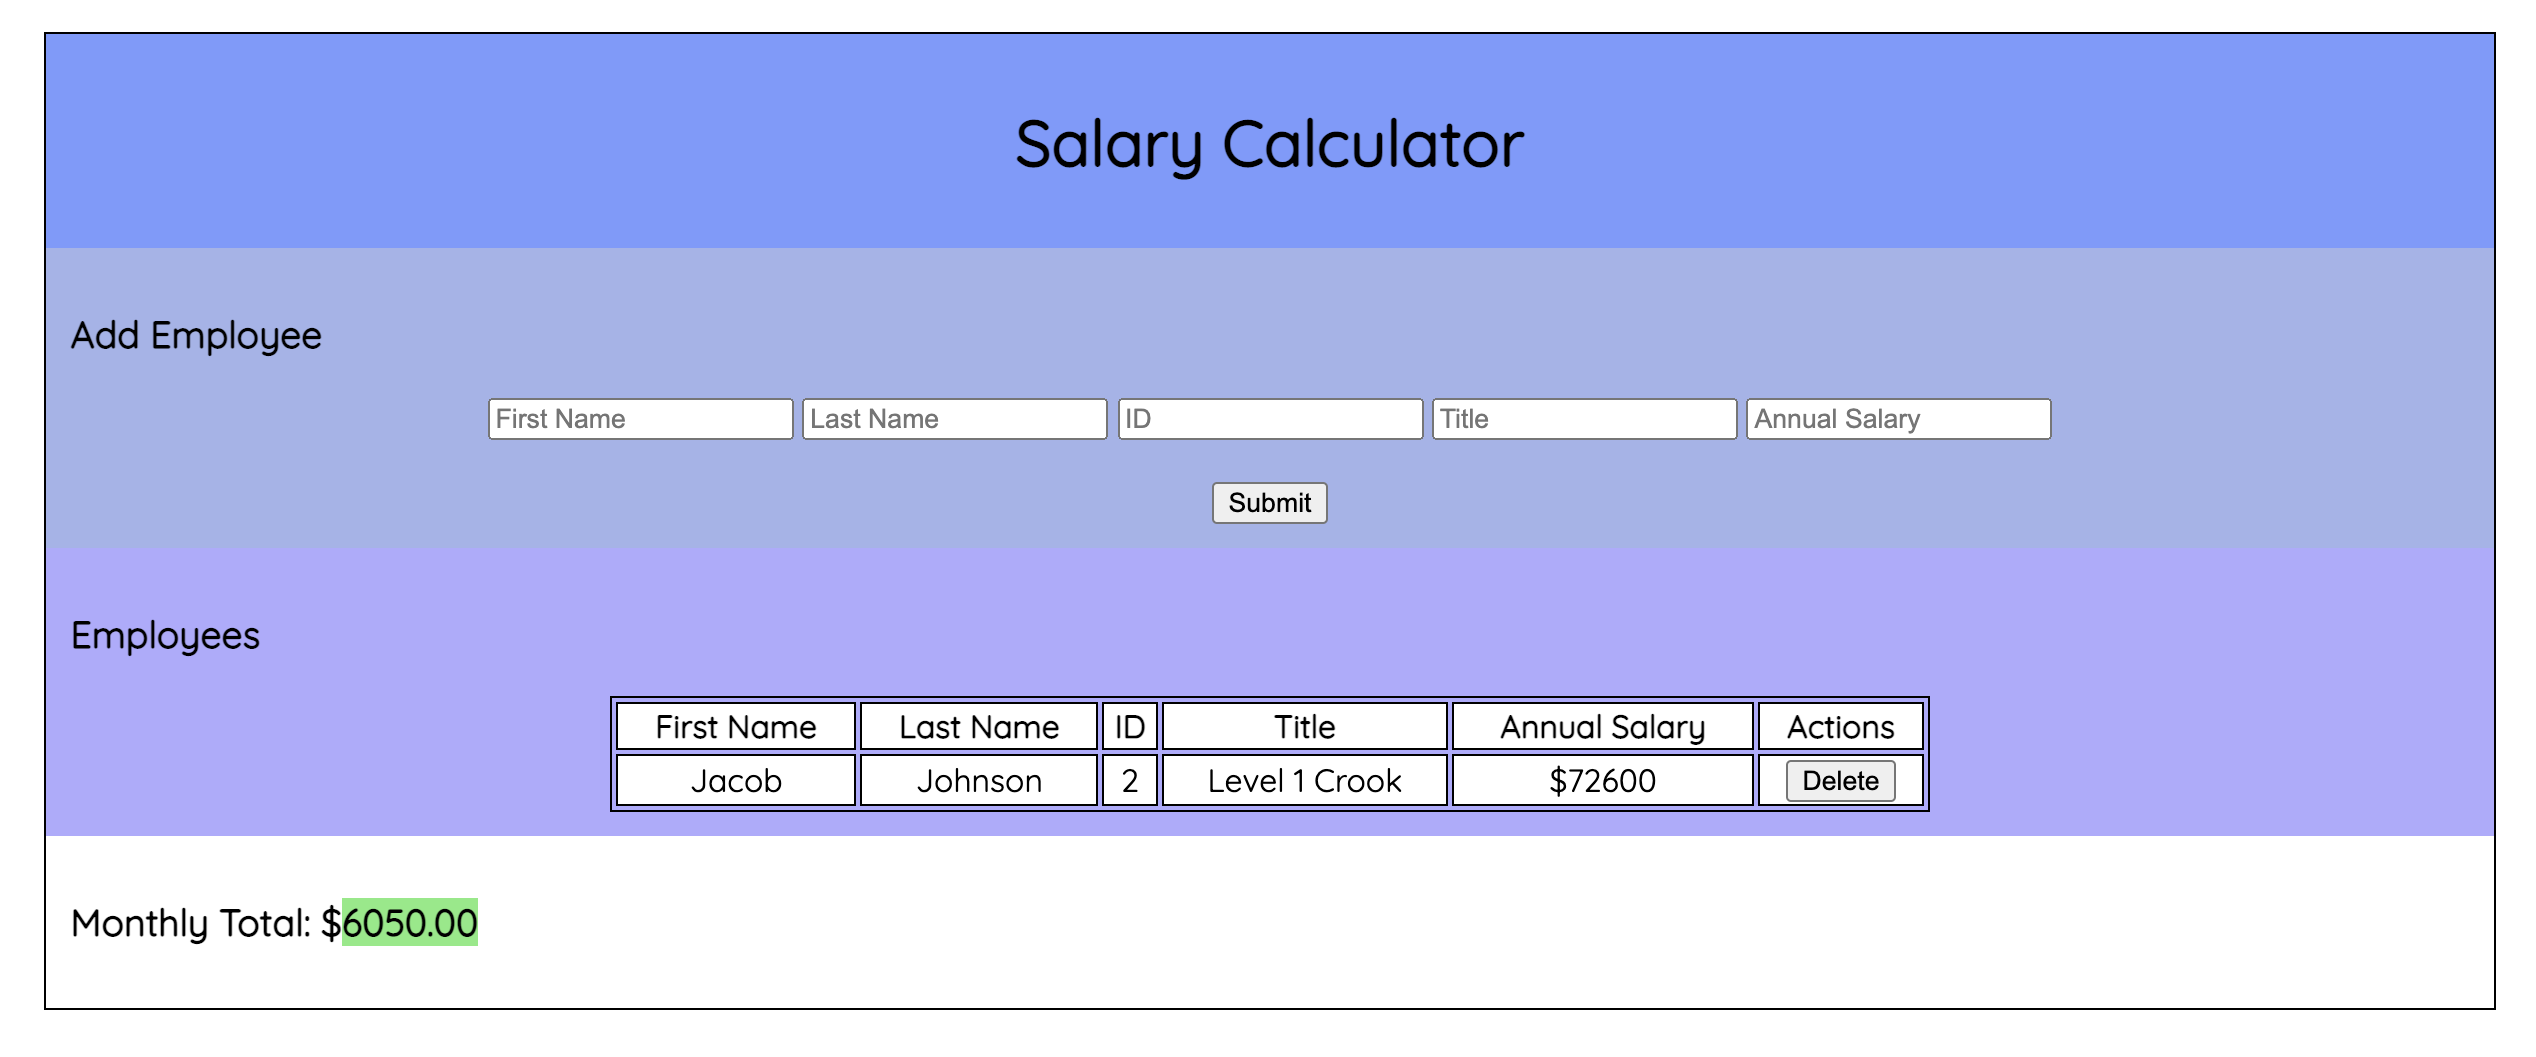 Salary Calculator
Add Employee
First Name Last Name ID Title Annual Salary
Submit
Employees
First Name Last Name ID Title Annual Salary Actions
Jacob Johnson 2 Level 1 Crook $72600 Delete
Monthly Total: $6050.00